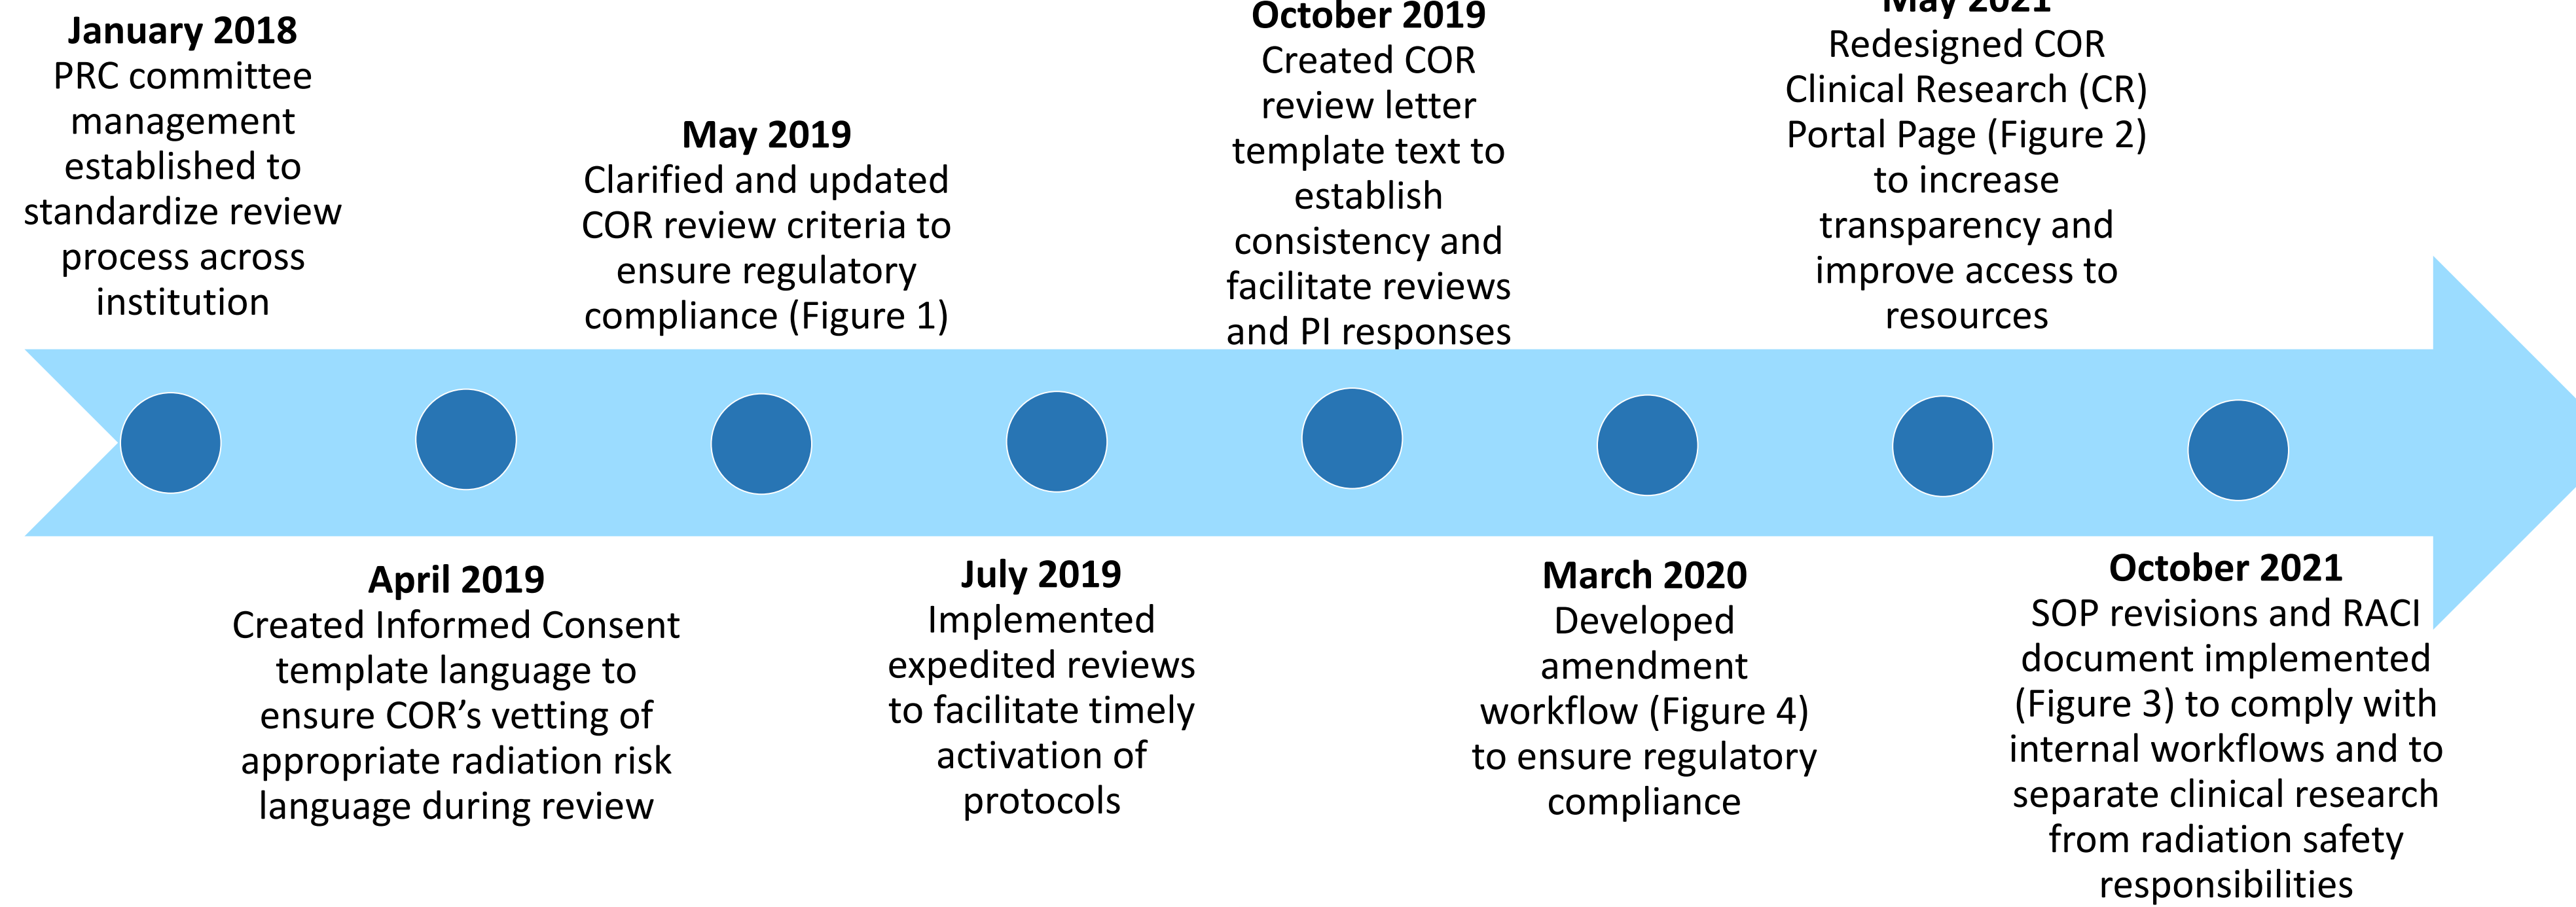 January 2018
PRC committee
management
established to
standardize review
process across
institution
April 2019
Created Informed Consent
template language to
ensure COR’s vetting of
appropriate radiation risk
language during review
May 2019
Clarified and updated
COR review criteria to
ensure regulatory
compliance (Figure 1)
July 2019
Implemented
expedited reviews
to facilitate timely
activation of
protocols
October 2019
Created COR
review letter
template text to
establish
consistency and
facilitate reviews
and PI responses
March 2020
Developed
amendment
workflow (Figure 4)
to ensure regulatory
compliance
May 2021
Redesigned COR
Clinical Research (CR)
Portal Page (Figure 2)
to increase
transparency and
improve access to
resources
October 2021
SOP revisions and RACI
document implemented
(Figure 3) to comply with
internal workflows and to
separate clinical research
from radiation safety
responsibilities